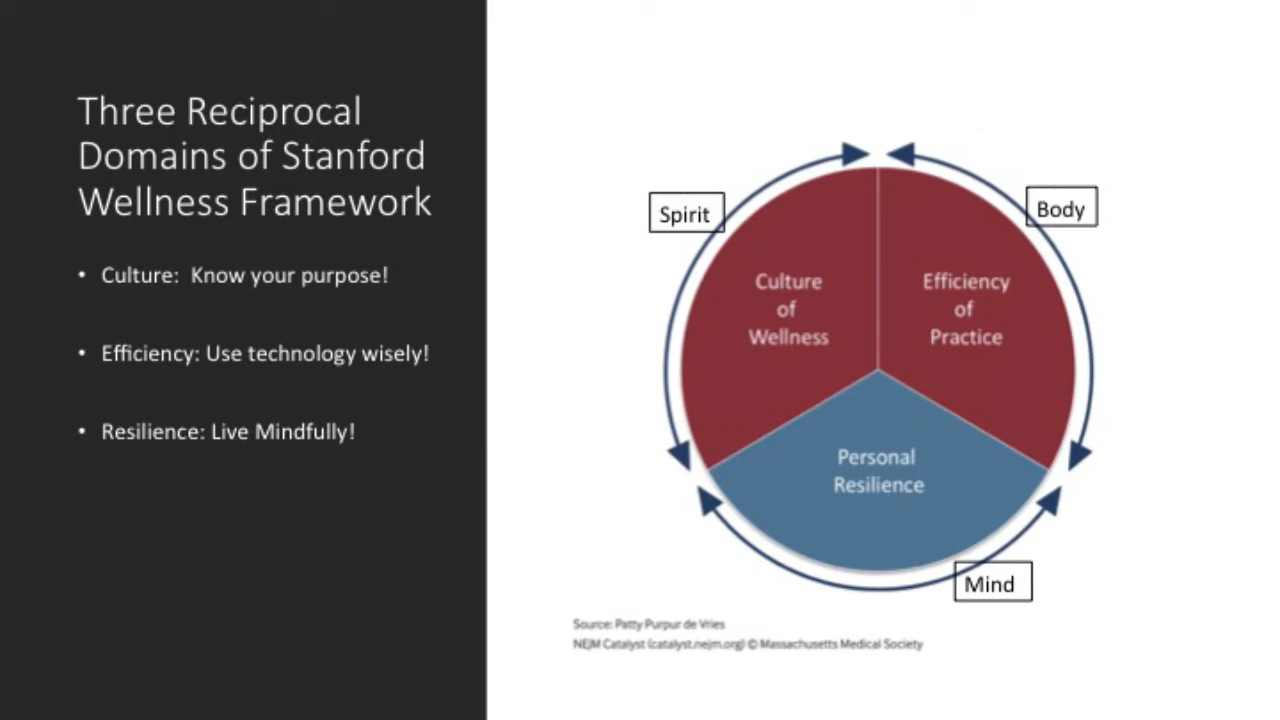 Three Reciprocal
Domains of Stanford
Wellness Framework
• Culture:  Know your purpose!
• Efficiency: Use technology wisely!
• Resilience: Live Mindfully!
Spirit
Body
Culture
of
Wellness
Efficiency
of
Practice
Personal
Resilience
Mind
Source: Patty Purpur de Vries
NEJM Catalyst (catalyst.nejm.org) © Massachusetts Medical Society